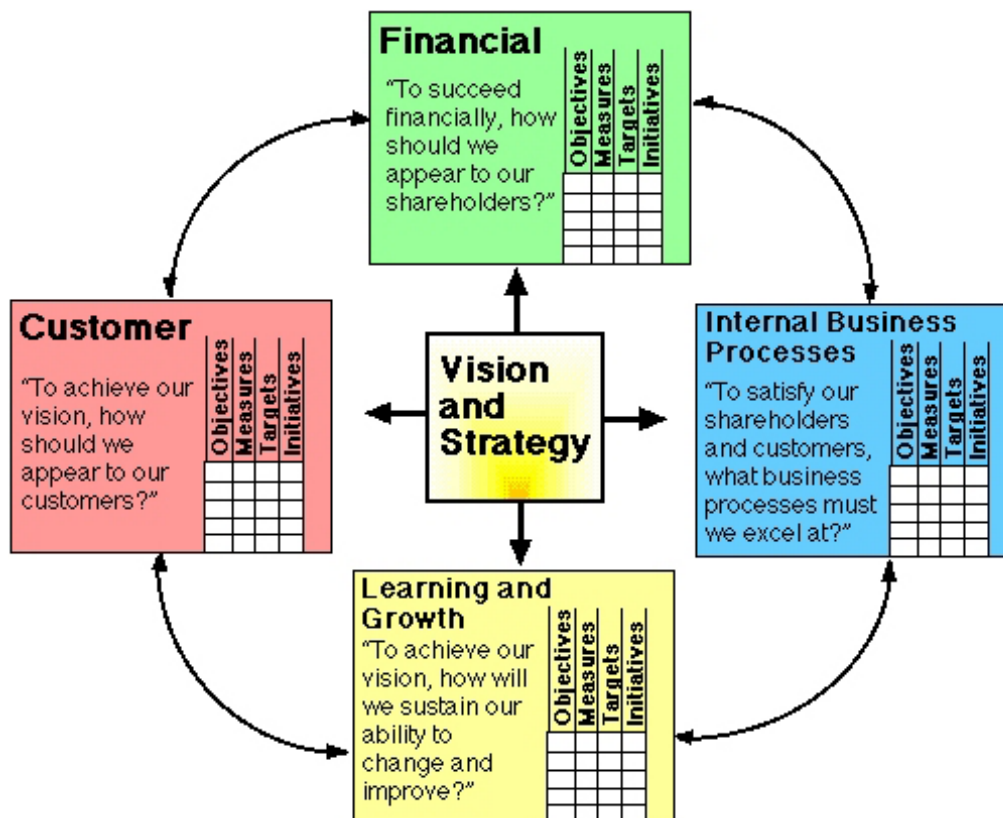 Financial
“To succeed
financially, how
should we
appear to our
shareholders?”
Objectives
Measures
Targets
Initiatives
Customer
“To achieve our
vision, how
should we
appear to our
customers?”
Objectives
Measures
Targets
Initiatives
Vision
and
Strategy
Internal Business
Processes
“To satisfy our
shareholders
and customers,
what business
processes must
we excel at?”
Objectives
Measures
Targets
Initiatives
Learning and
Growth
“To achieve our
vision, how will
we sustain our
ability to
change and
improve?”
Objectives
Measures
Targets
Initiatives